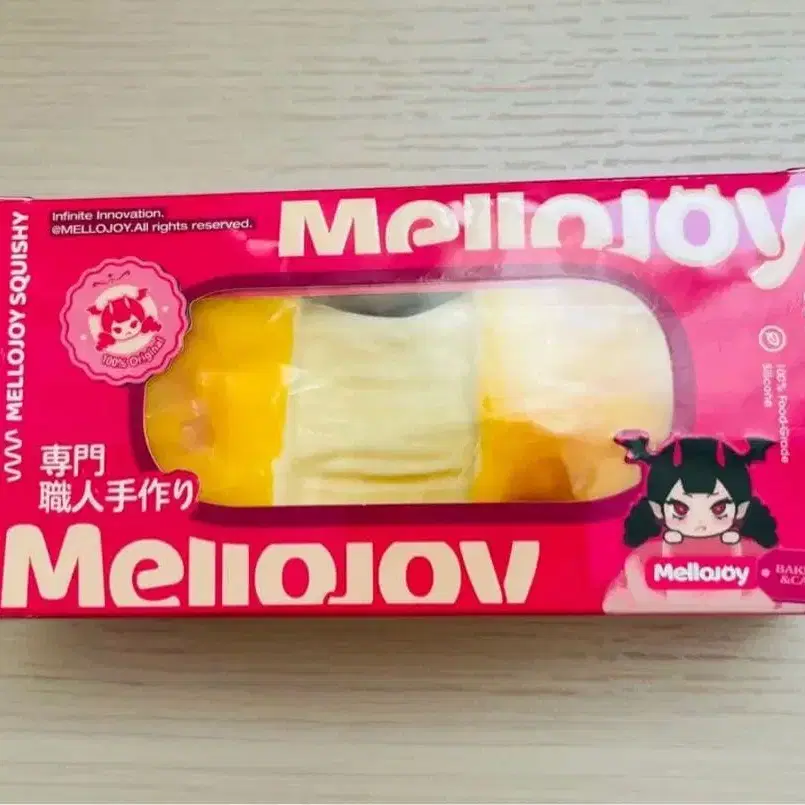 Infinite Innovation.
@MELLOJOY.All rights reserved.
MELLOJOY
MELLOJOY SQUISHY
100% Original
100% Food-Grade
silicone
専門
職人手作り
MELLOJOY
MELLOJOY